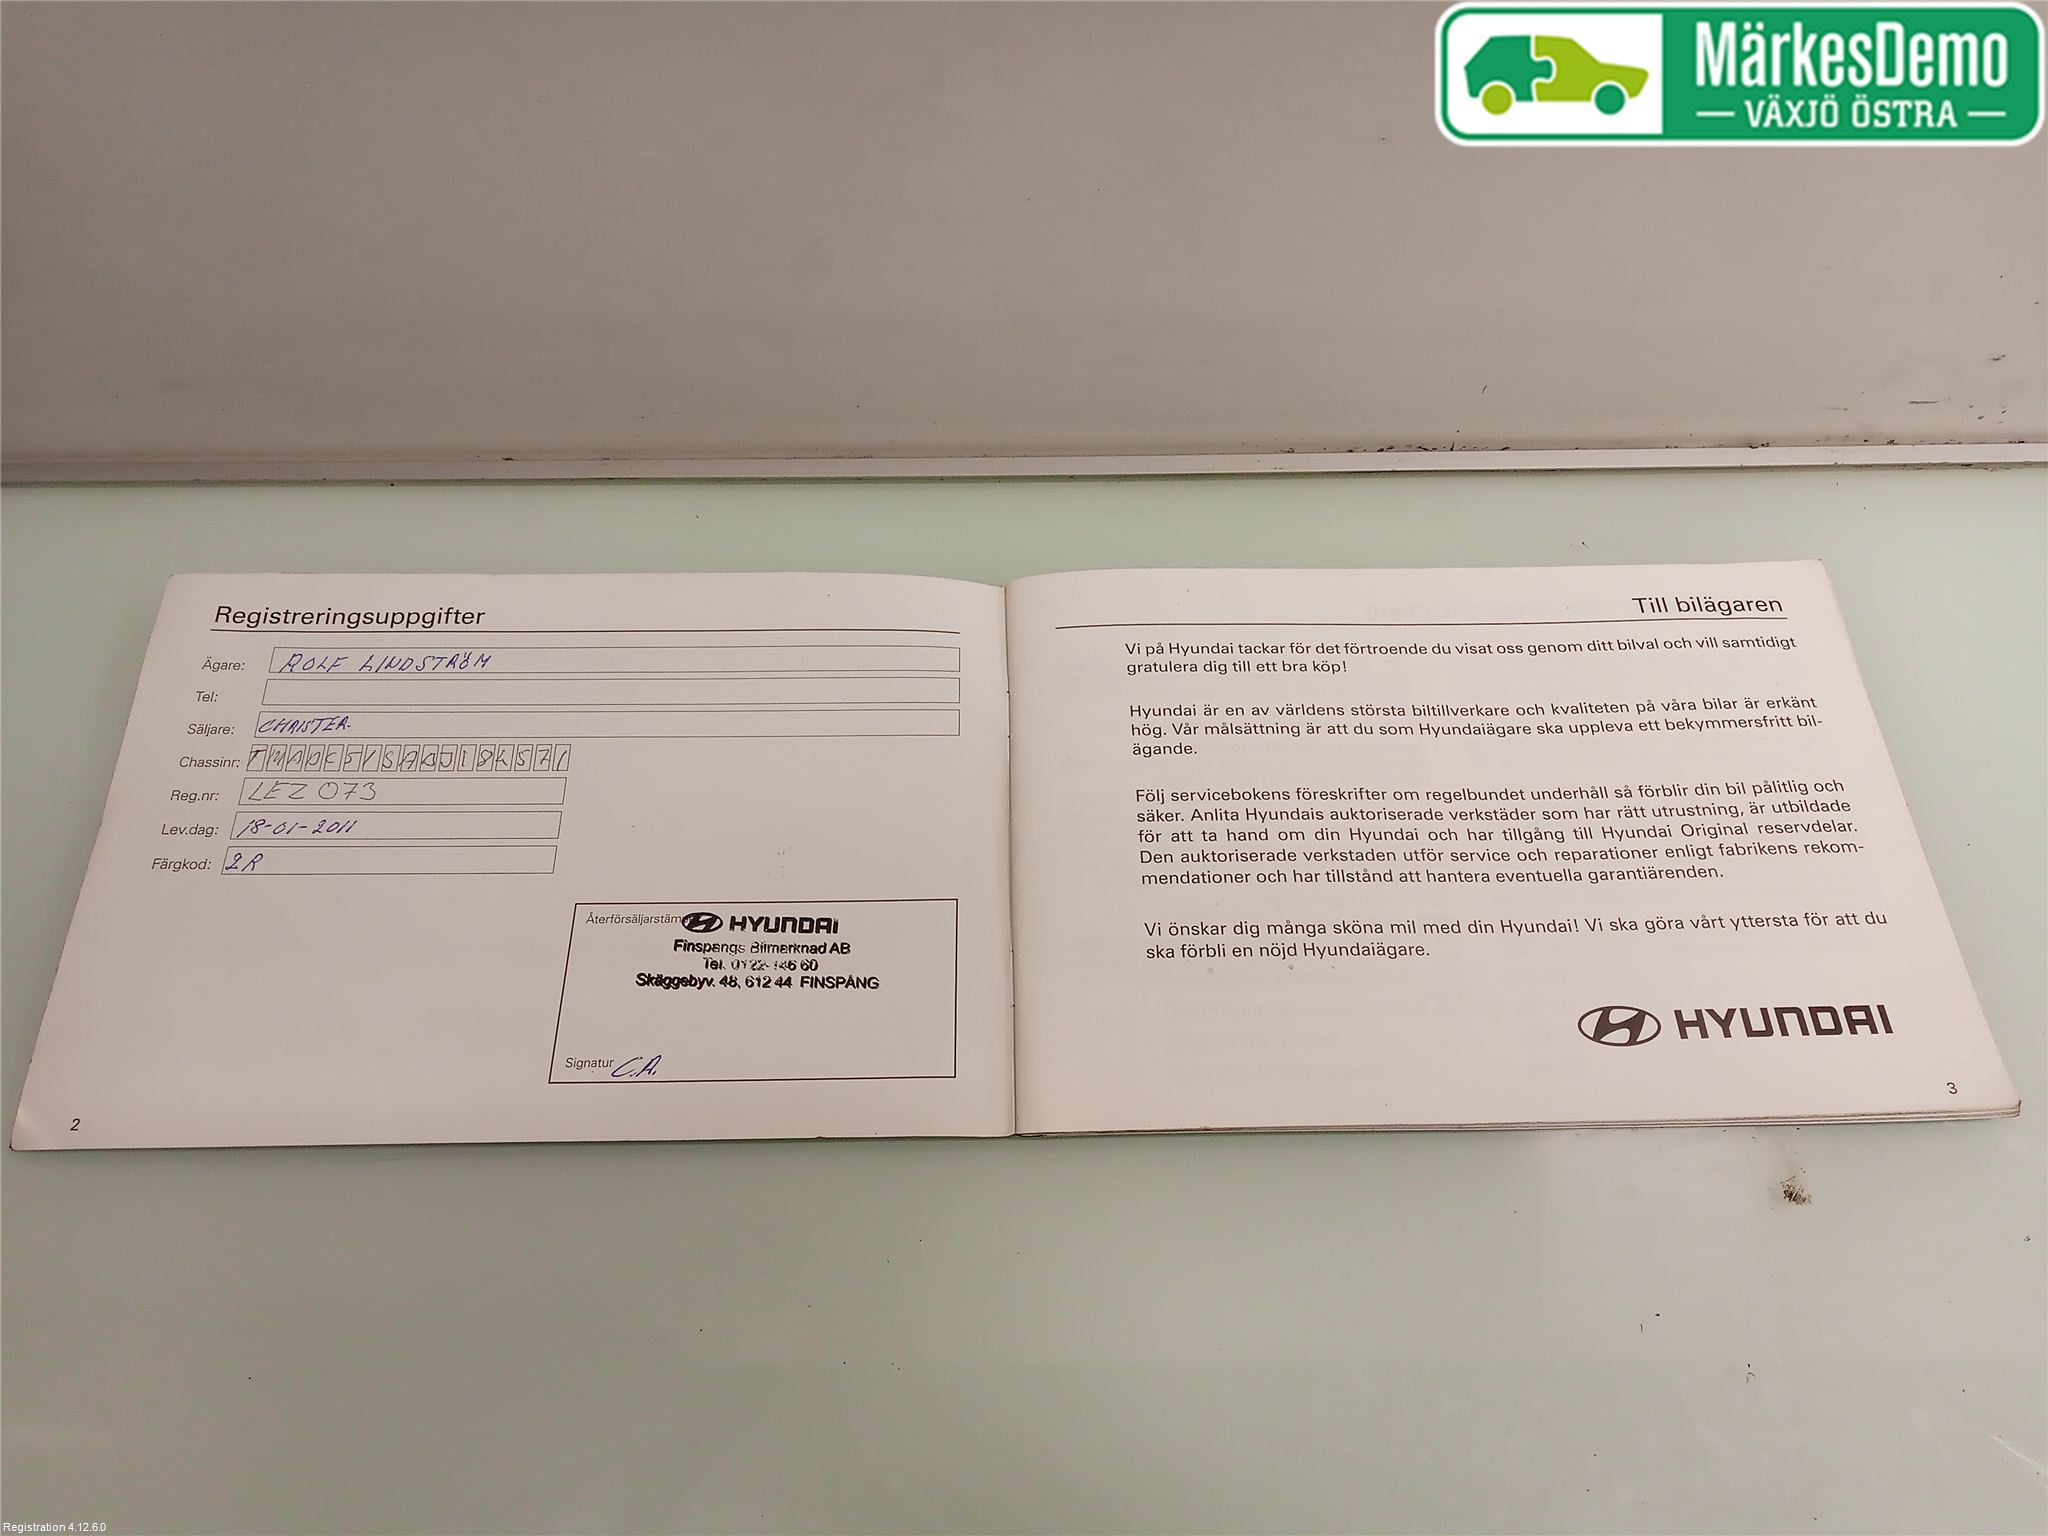 MärkesDemo
VÄXJÖ ÖSTRA
Registreringsuppgifter
Ägare: ROLF LINDSTRÖM
Tel:
Säljare: CHRISTER.
Chassinr:
Reg.nr: LEZ 073
Lev.dag: 18-01-2011
Färgkod: 2R
Återförsäljarstämpel HYUNDAI
Finspångs Bilmarknad AB
Tel. 0122-146 60
Skäggebyv. 48, 612 44 FINSPÅNG
Signatur C.A.
2
Till bilägaren
Vi på Hyundai tackar för det förtroende du visat oss genom ditt bilval och vill samtidigt
gratulera dig till ett bra köp!
Hyundai är en av världens största biltillverkare och kvaliteten på våra bilar är erkänt
hög. Vår målsättning är att du som Hyundaiägare ska uppleva ett bekymmersfritt bil-
ägande.
Följ servicebokens föreskrifter om regelbundet underhåll så förblir din bil pålitlig och
säker. Anlita Hyundais auktoriserade verkstäder som har rätt utrustning, är utbildade
för att ta hand om din Hyundai och har tillgång till Hyundai Original reservdelar.
Den auktoriserade verkstaden utför service och reparationer enligt fabrikens rekom-
mendationer och har tillstånd att hantera eventuella garantiärenden.
Vi önskar dig många sköna mil med din Hyundai! Vi ska göra vårt yttersta för att du
ska förbli en nöjd Hyundaiägare.
HYUNDAI
3
Registration 4.12.6.0